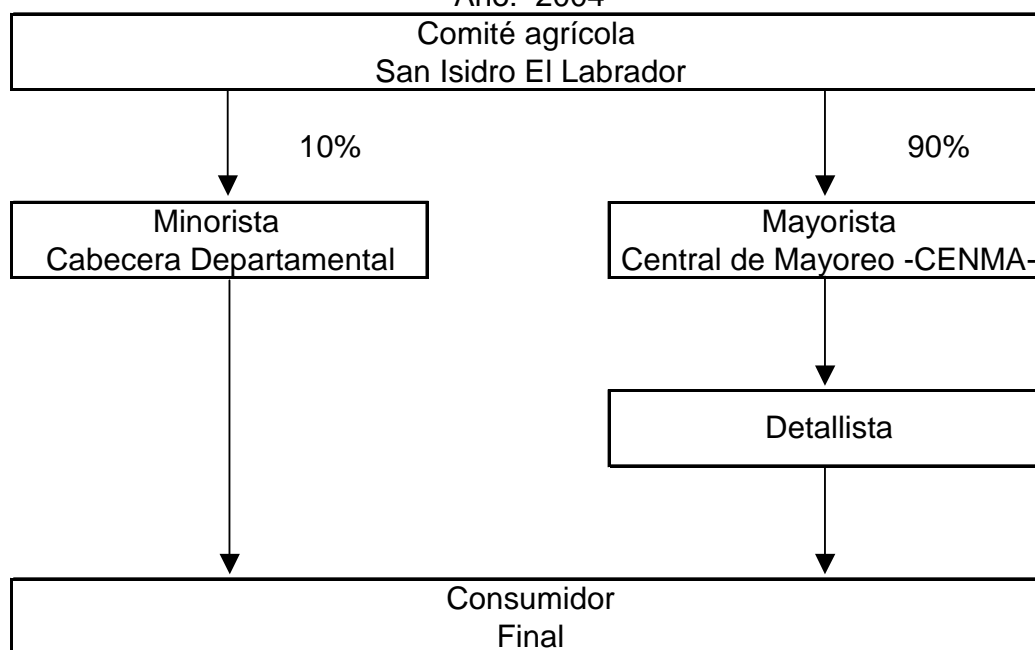 Año: 2004
Comité agrícola
San Isidro El Labrador
10%
90%
Minorista
Cabecera Departamental
Mayorista
Central de Mayoreo -CENMA-
Detallista
Consumidor
Final